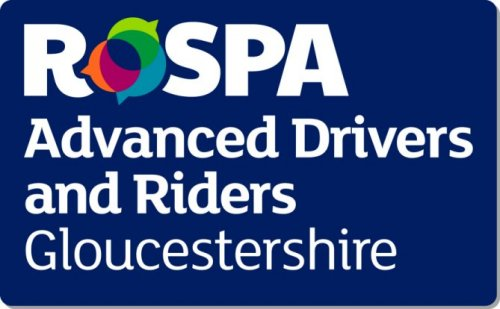 ROSPA
Advanced Drivers
and Riders
Gloucestershire